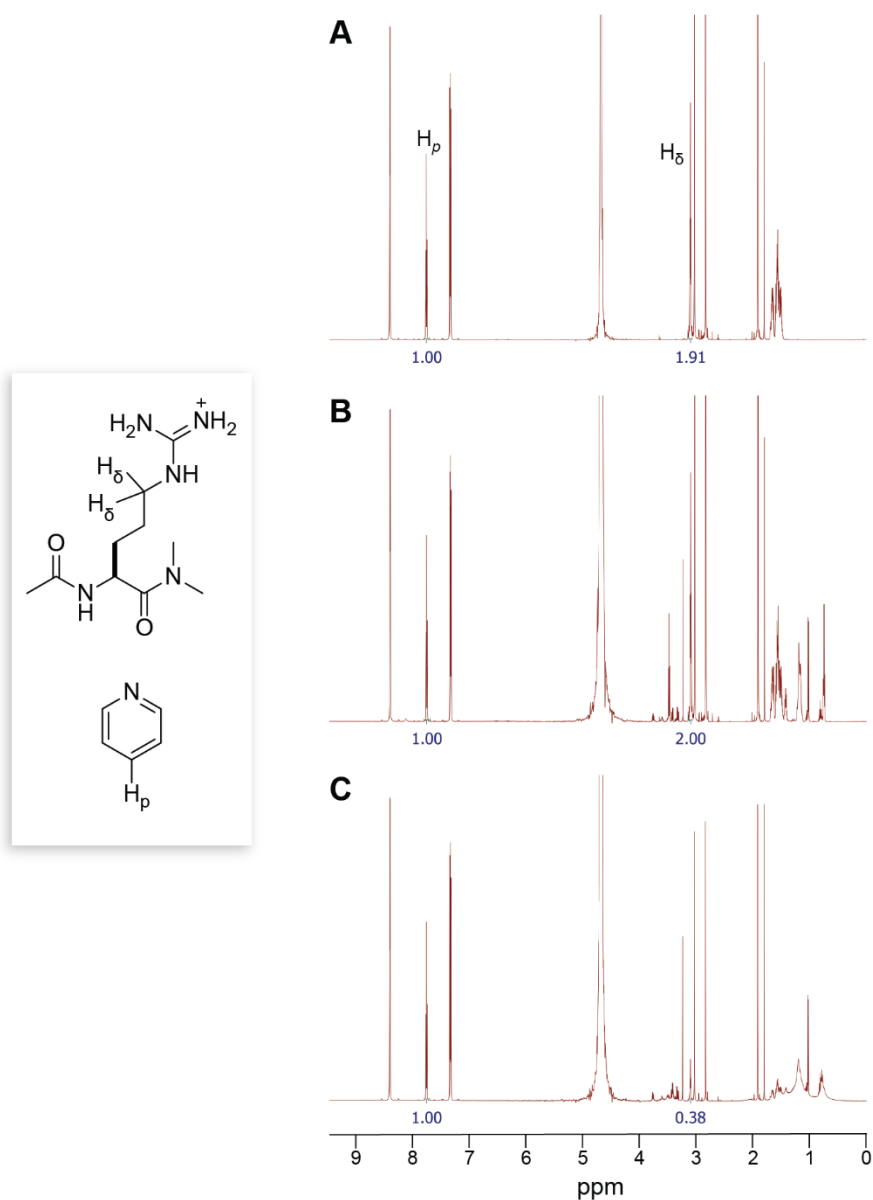 A
Hp
Hδ
1.00
1.91
B
1.00
2.00
C
1.00
0.38
9 8 7 6 5 4 3 2 1 0
ppm
+
H2N NH2
Hδ NH
Hδ
O
N
N
H
O
N
Hp